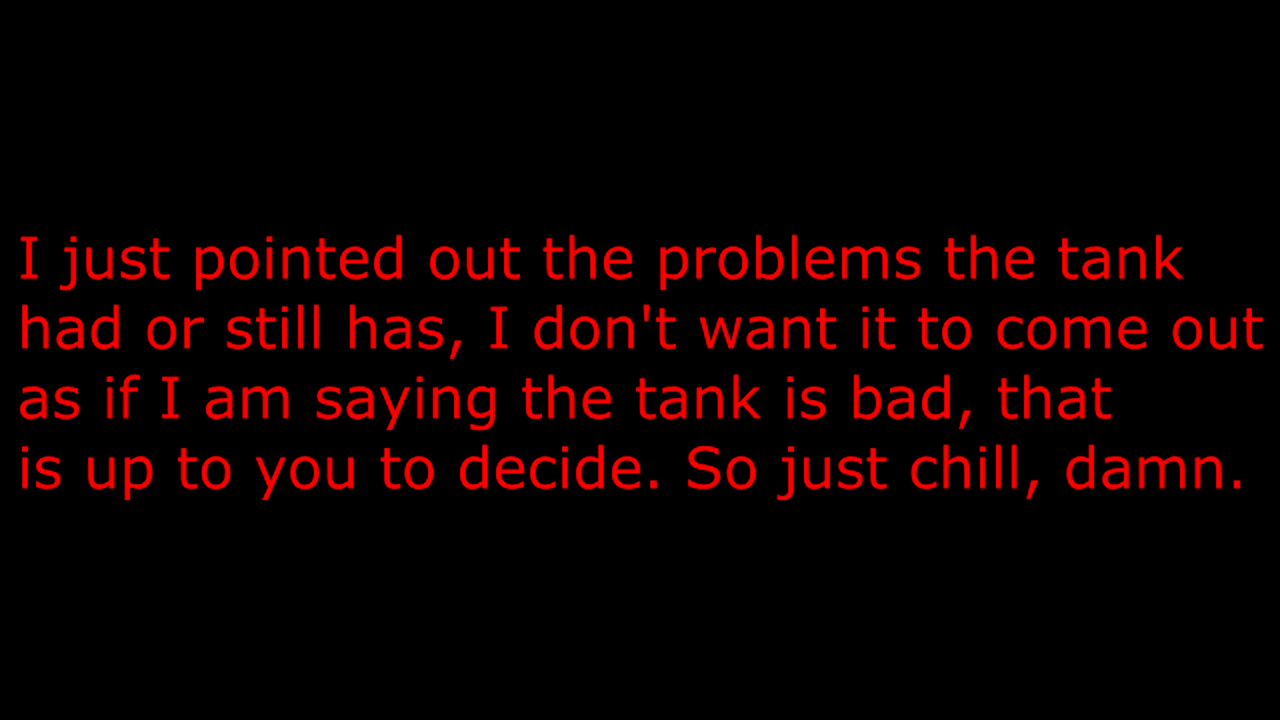 I just pointed out the problems the tank
had or still has, I don't want it to come out
as if I am saying the tank is bad, that
is up to you to decide. So just chill, damn.